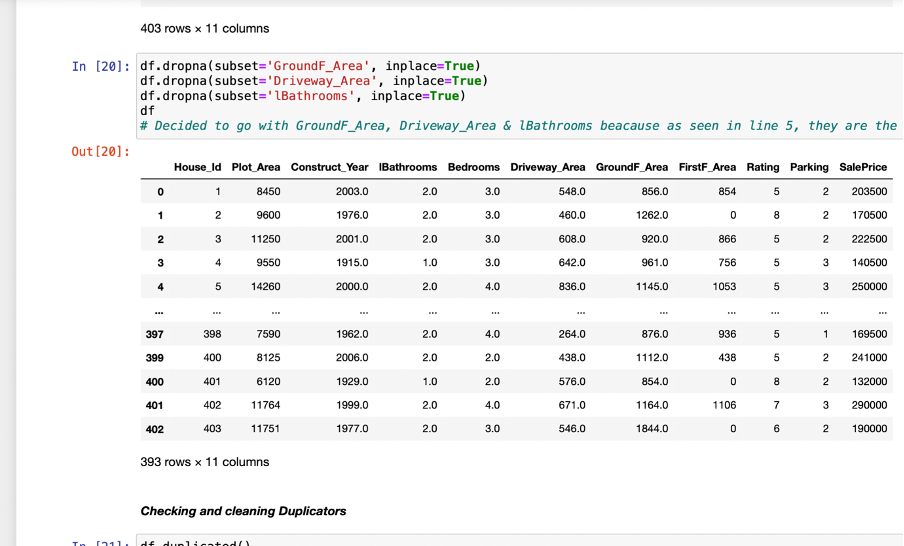 403 rows × 11 columns
In [20]: df.dropna(subset='GroundF_Area', inplace=True)
df.dropna(subset='Driveway_Area', inplace=True)
df.dropna(subset='lBathrooms', inplace=True)
df
# Decided to go with GroundF_Area, Driveway_Area & lBathrooms beacause as seen in line 5, they are the
Out[20]:
House_Id Plot_Area Construct_Year lBathrooms Bedrooms Driveway_Area GroundF_Area FirstF_Area Rating Parking SalePrice
0 1 8450 2003.0 2.0 3.0 548.0 856.0 854 5 2 203500
1 2 9600 1976.0 2.0 3.0 460.0 1262.0 0 8 2 170500
2 3 11250 2001.0 2.0 3.0 608.0 920.0 866 5 2 222500
3 4 9550 1915.0 1.0 3.0 642.0 961.0 756 5 3 140500
4 5 14260 2000.0 2.0 4.0 836.0 1145.0 1053 5 3 250000
... ... ... ... ... ... ... ... ... ... ... ...
397 398 7590 1962.0 2.0 4.0 264.0 876.0 936 5 1 169500
399 400 8125 2006.0 2.0 2.0 438.0 1112.0 438 5 2 241000
400 401 6120 1929.0 1.0 2.0 576.0 854.0 0 8 2 132000
401 402 11764 1999.0 2.0 4.0 671.0 1164.0 1106 7 3 290000
402 403 11751 1977.0 2.0 3.0 546.0 1844.0 0 6 2 190000
393 rows × 11 columns
Checking and cleaning Duplicators
In [21]: df.duplicated()